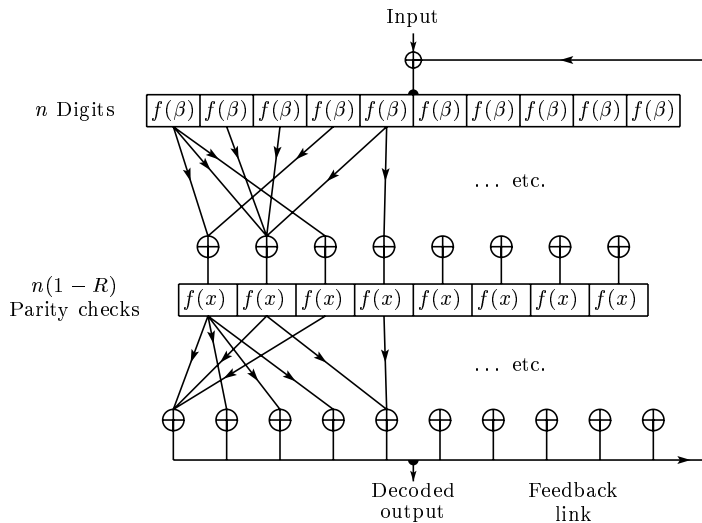 Input
n Digits
f(β) f(β) f(β) f(β) f(β) f(β) f(β) f(β) f(β) f(β)
... etc.
n(1 − R)
Parity checks
f(x) f(x) f(x) f(x) f(x) f(x) f(x) f(x)
... etc.
Decoded
output
Feedback
link